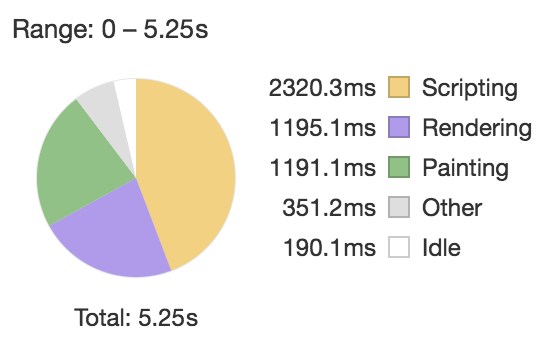 Range: 0 – 5.25s
2320.3ms Scripting
1195.1ms Rendering
1191.1ms Painting
351.2ms Other
190.1ms Idle
Total: 5.25s